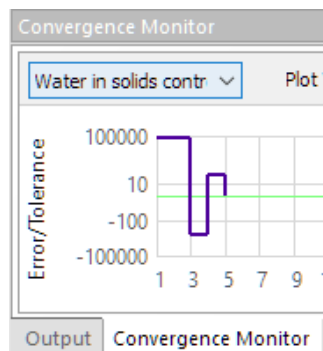 Convergence Monitor
Water in solids contr
Plot
Error/Tolerance
100000
10
-100
-100000
1 3 5 7 9
Output Convergence Monitor